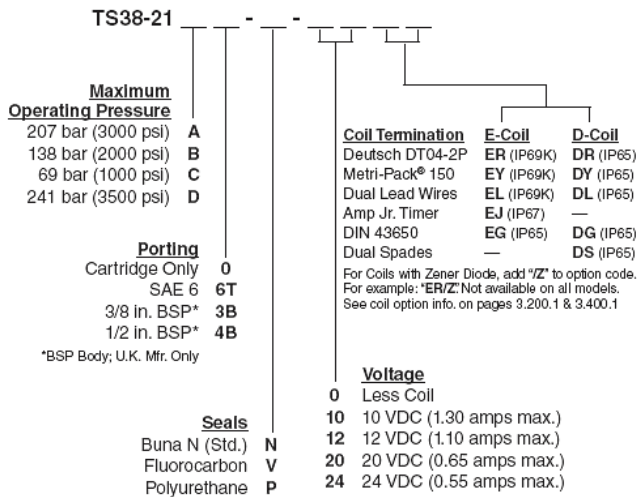 TS38-21 __ __ - __ - __ __ __ __
Maximum
Operating Pressure
207 bar (3000 psi) A
138 bar (2000 psi) B
69 bar (1000 psi) C
241 bar (3500 psi) D
Porting
Cartridge Only 0
SAE 6 6T
3/8 in. BSP* 3B
1/2 in. BSP* 4B
*BSP Body; U.K. Mfr. Only
Seals
Buna N (Std.) N
Fluorocarbon V
Polyurethane P
Coil Termination E-Coil D-Coil
Deutsch DT04-2P ER (IP69K) DR (IP65)
Metri-Pack® 150 EY (IP69K) DY (IP65)
Dual Lead Wires EL (IP69K) DL (IP65)
Amp Jr. Timer EJ (IP67) —
DIN 43650 EG (IP65) DG (IP65)
Dual Spades — DS (IP65)
For Coils with Zener Diode, add "/Z" to option code.
For example: "ER/Z". Not available on all models.
See coil option info. on pages 3.200.1 & 3.400.1
Voltage
0 Less Coil
10 10 VDC (1.30 amps max.)
12 12 VDC (1.10 amps max.)
20 20 VDC (0.65 amps max.)
24 24 VDC (0.55 amps max.)